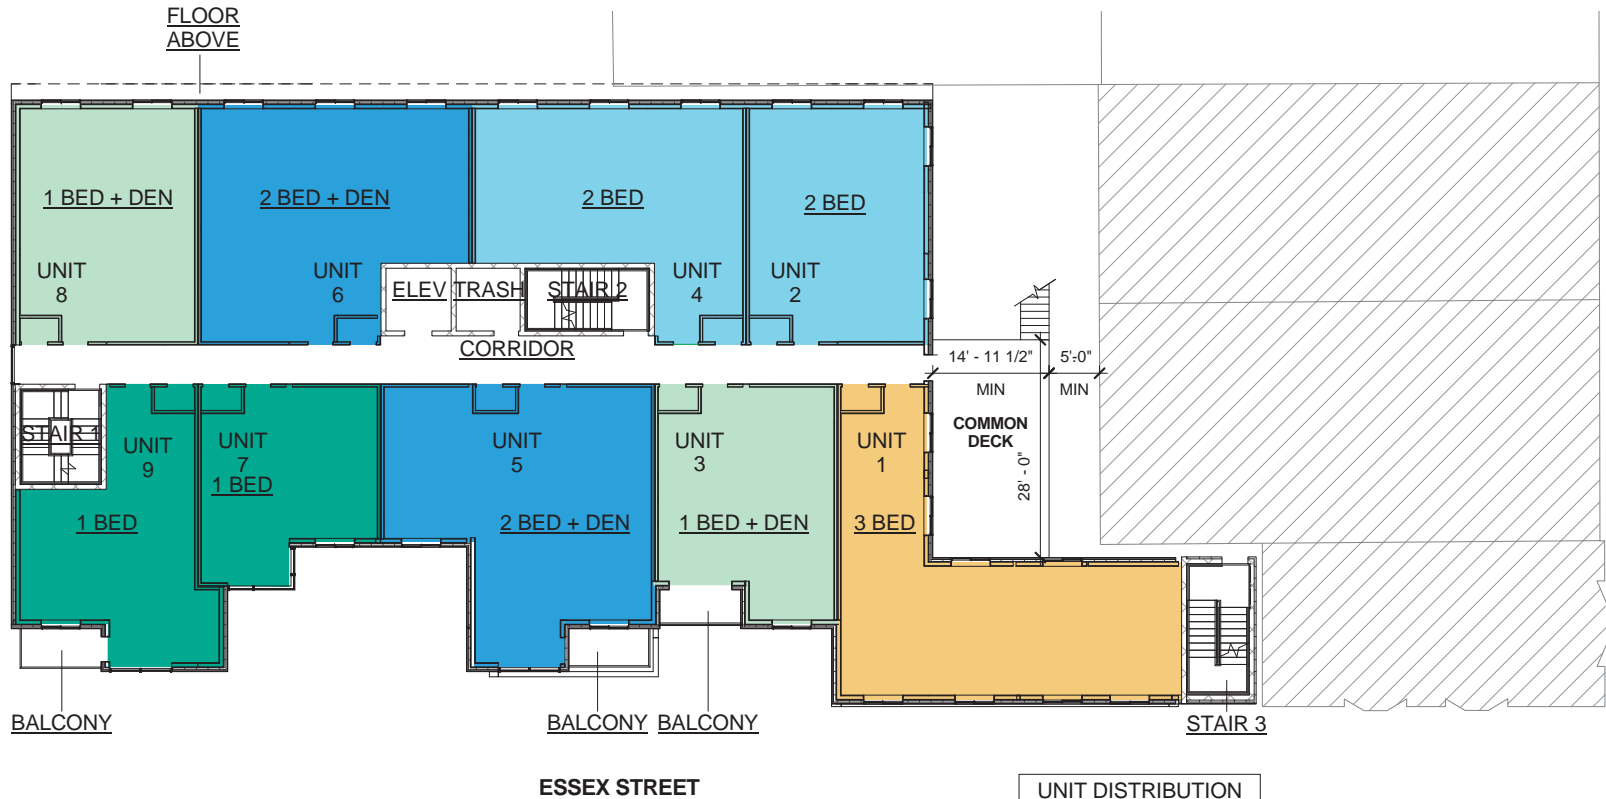 FLOOR
ABOVE
1 BED + DEN
2 BED + DEN
2 BED
2 BED
UNIT
8
UNIT
6
ELEV
TRASH
STAIR 2
UNIT
4
UNIT
2
CORRIDOR
14' - 11 1/2"
MIN
5'-0"
MIN
COMMON
DECK
28' - 0"
STAIR 1
UNIT
9
UNIT
7
1 BED
UNIT
5
UNIT
3
UNIT
1
1 BED
2 BED + DEN
1 BED + DEN
3 BED
BALCONY
BALCONY
BALCONY
STAIR 3
ESSEX STREET
UNIT DISTRIBUTION